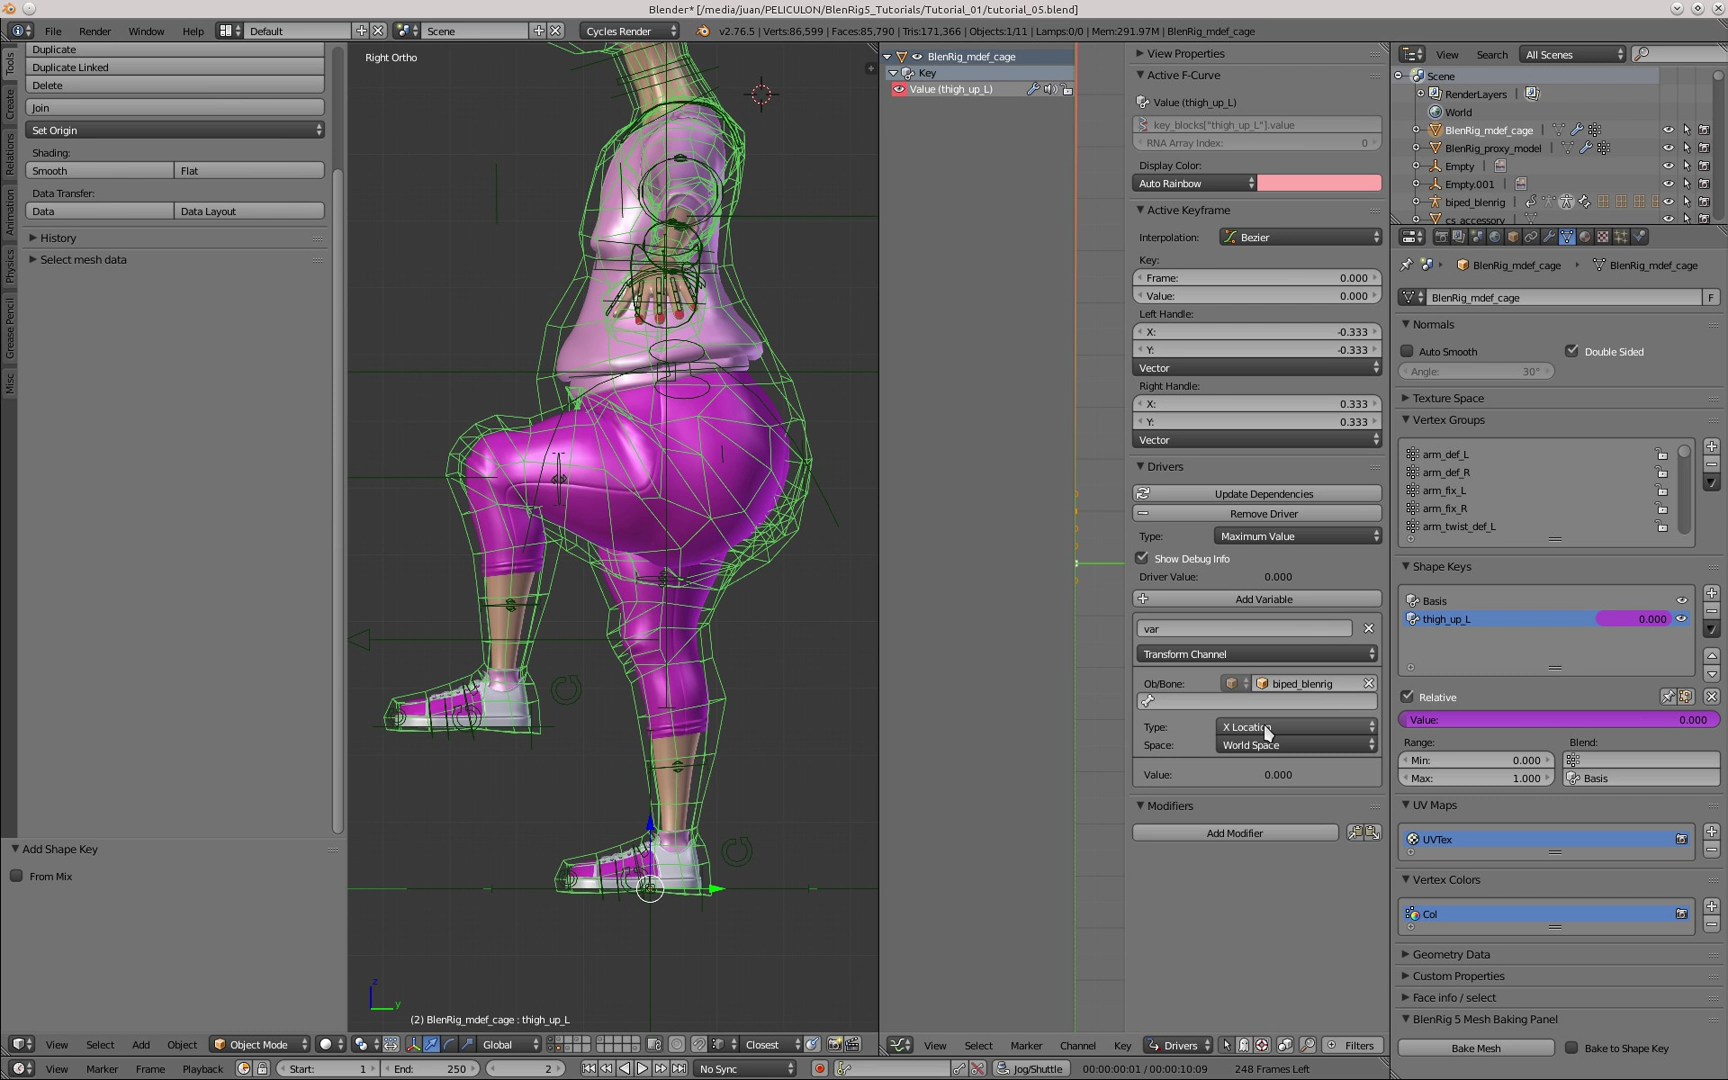 Blender* [/media/juan/PELICULON/BlenRig5_Tutorials/Tutorial_01/tutorial_05.blend]
File Render Window Help Default Scene Cycles Render v2.76.5 | Verts:86,599 | Faces:85,790 | Tris:171,366 | Objects:1/11 | Lamps:0/0 | Mem:291.97M | BlenRig_mdef_cage
Tools
Create
Relations
Animation
Physics
Grease Pencil
Misc
Duplicate
Duplicate Linked
Delete
Join
Set Origin
Shading:
Smooth Flat
Data Transfer:
Data Data Layout
History
Select mesh data
Add Shape Key
From Mix
Right Ortho
z
y
(2) BlenRig_mdef_cage : thigh_up_L
View Select Add Object Object Mode Global Closest
BlenRig_mdef_cage
Key
Value (thigh_up_L)
View Properties
Active F-Curve
Value (thigh_up_L)
key_blocks["thigh_up_L"].value
RNA Array Index: 0
Display Color:
Auto Rainbow
Active Keyframe
Interpolation: Bezier
Key:
Frame: 0.000
Value: 0.000
Left Handle:
X: -0.333
Y: -0.333
Vector
Right Handle:
X: 0.333
Y: 0.333
Vector
Drivers
Update Dependencies
Remove Driver
Type: Maximum Value
Show Debug Info
Driver Value: 0.000
Add Variable
var
Transform Channel
Ob/Bone: biped_blenrig
Type: X Location
Space: World Space
Value: 0.000
Modifiers
Add Modifier
View Select Marker Channel Key Drivers Filters
View Search All Scenes
Scene
RenderLayers
World
BlenRig_mdef_cage
BlenRig_proxy_model
Empty
Empty.001
biped_blenrig
cs_accessory
BlenRig_mdef_cage BlenRig_mdef_cage
BlenRig_mdef_cage F
Normals
Auto Smooth Double Sided
Angle: 30°
Texture Space
Vertex Groups
arm_def_L
arm_def_R
arm_fix_L
arm_fix_R
arm_twist_def_L
Shape Keys
Basis
thigh_up_L 0.000
Relative
Value: 0.000
Range: Blend:
Min: 0.000
Max: 1.000 Basis
UV Maps
UVTex
Vertex Colors
Col
Geometry Data
Custom Properties
Face info / select
BlenRig 5 Mesh Baking Panel
Bake Mesh Bake to Shape Key
View Marker Frame Playback Start: 1 End: 250 2 No Sync Jog/Shuttle 00:00:00:01 / 00:00:10:09 248 Frames Left